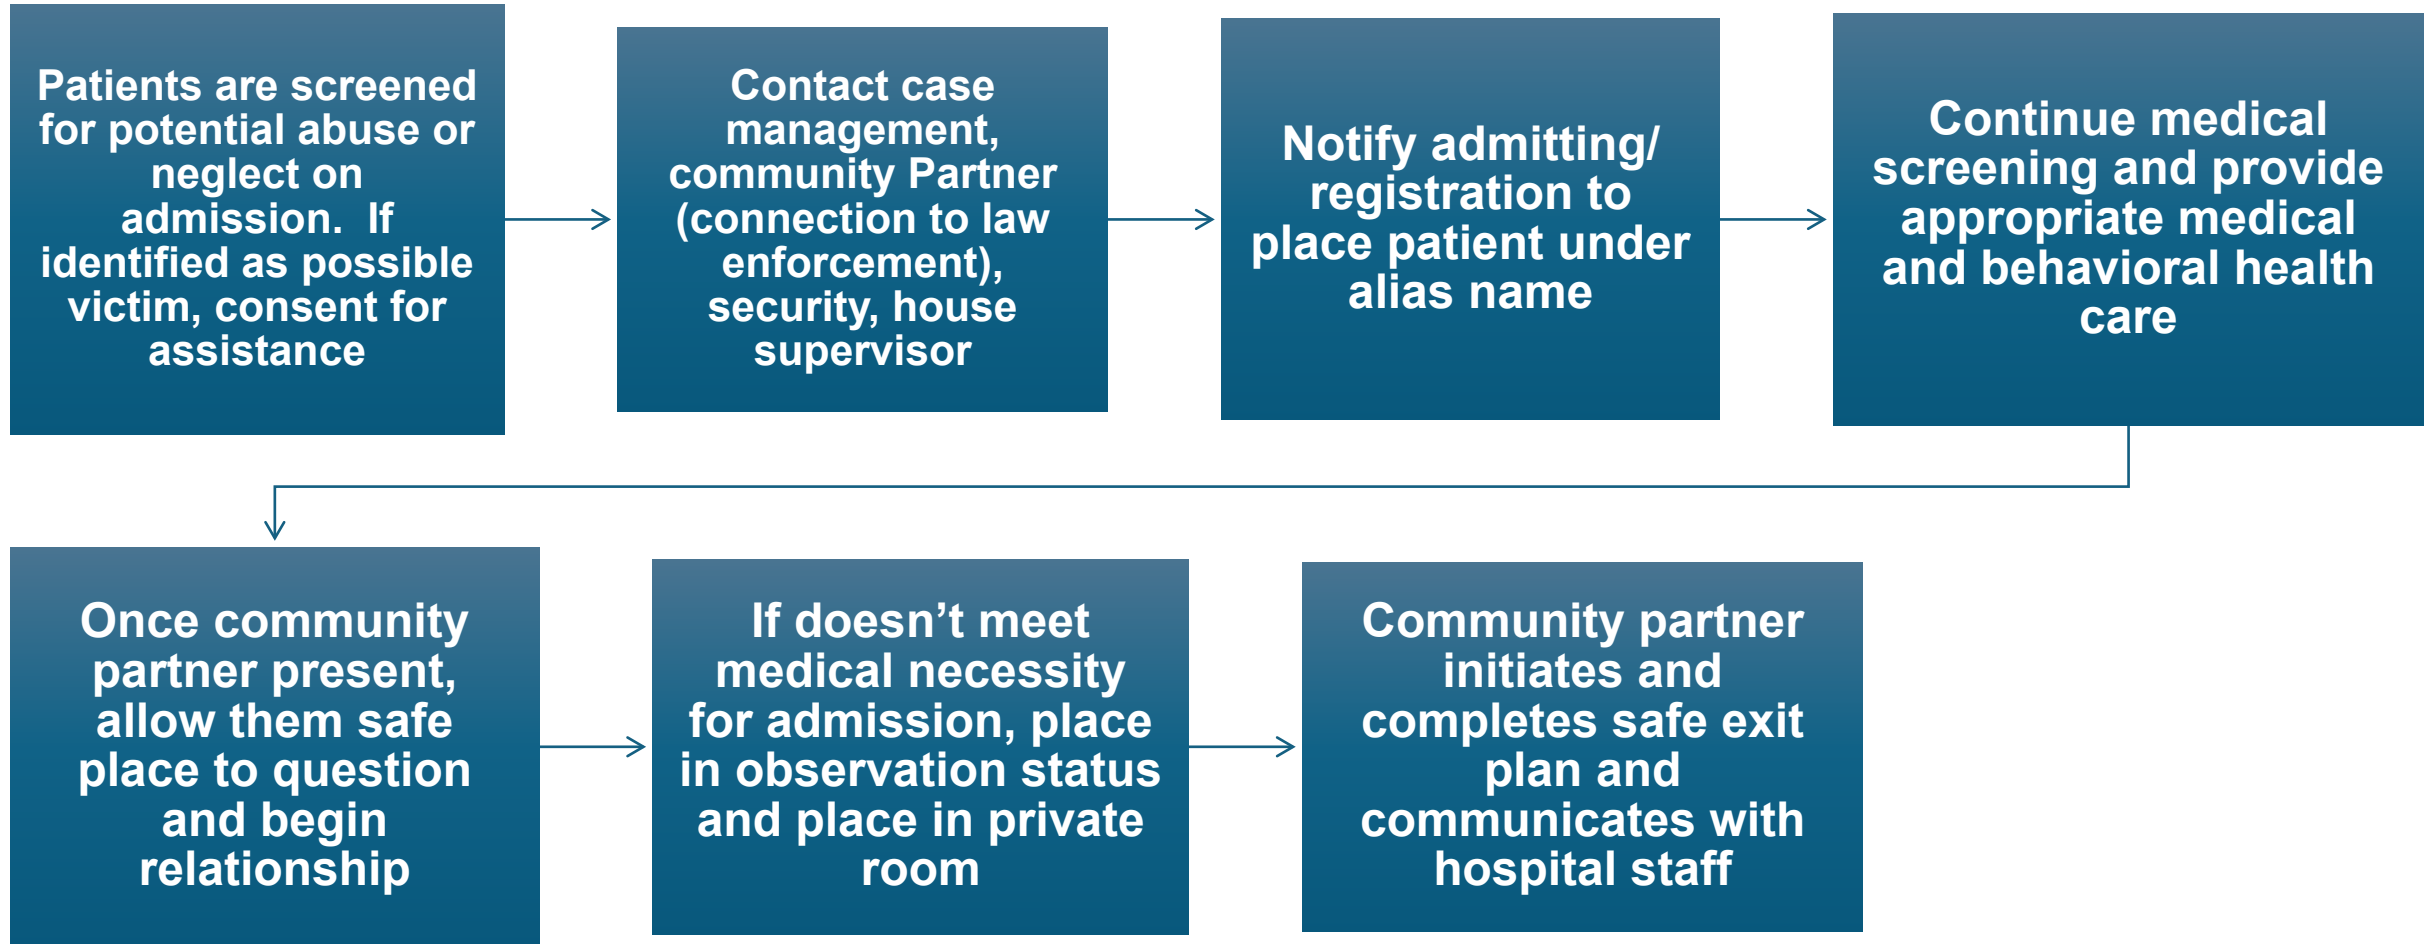 Patients are screened
for potential abuse or
neglect on
admission.  If
identified as possible
victim, consent for
assistance
Contact case
management,
community Partner
(connection to law
enforcement),
security, house
supervisor
Notify admitting/
registration to
place patient under
alias name
Continue medical
screening and provide
appropriate medical
and behavioral health
care
Once community
partner present,
allow them safe
place to question
and begin
relationship
If doesn’t meet
medical necessity
for admission, place
in observation status
and place in private
room
Community partner
initiates and
completes safe exit
plan and
communicates with
hospital staff